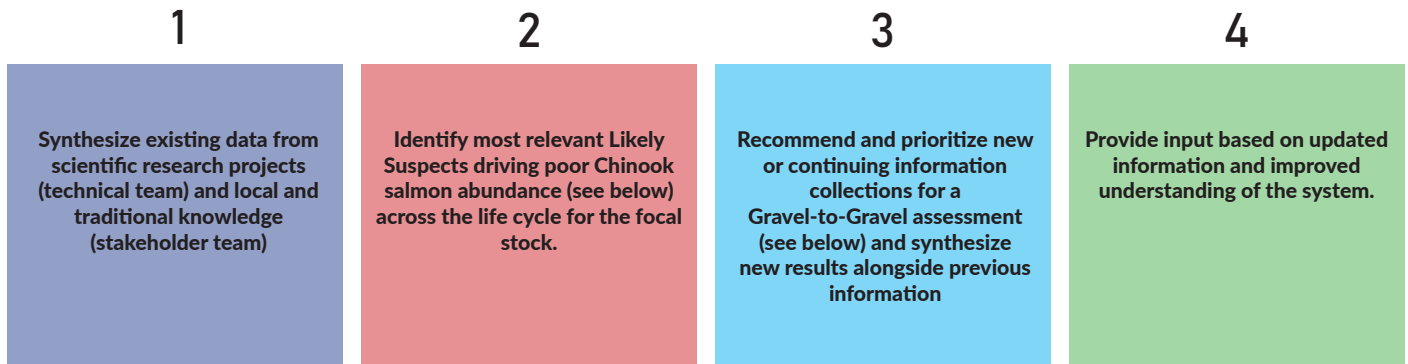 1
Synthesize existing data from
scientific research projects
(technical team) and local and
traditional knowledge
(stakeholder team)
2
Identify most relevant Likely
Suspects driving poor Chinook
salmon abundance (see below)
across the life cycle for the focal
stock.
3
Recommend and prioritize new
or continuing information
collections for a
Gravel-to-Gravel assessment
(see below) and synthesize
new results alongside previous
information
4
Provide input based on updated
information and improved
understanding of the system.